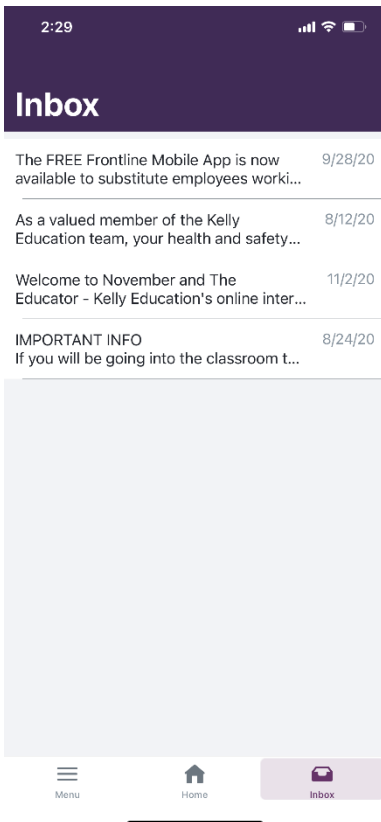 2:29
Inbox
The FREE Frontline Mobile App is now 9/28/20
available to substitute employees worki...
As a valued member of the Kelly 8/12/20
Education team, your health and safety...
Welcome to November and The 11/2/20
Educator - Kelly Education's online inter...
IMPORTANT INFO 8/24/20
If you will be going into the classroom t...
Menu Home Inbox